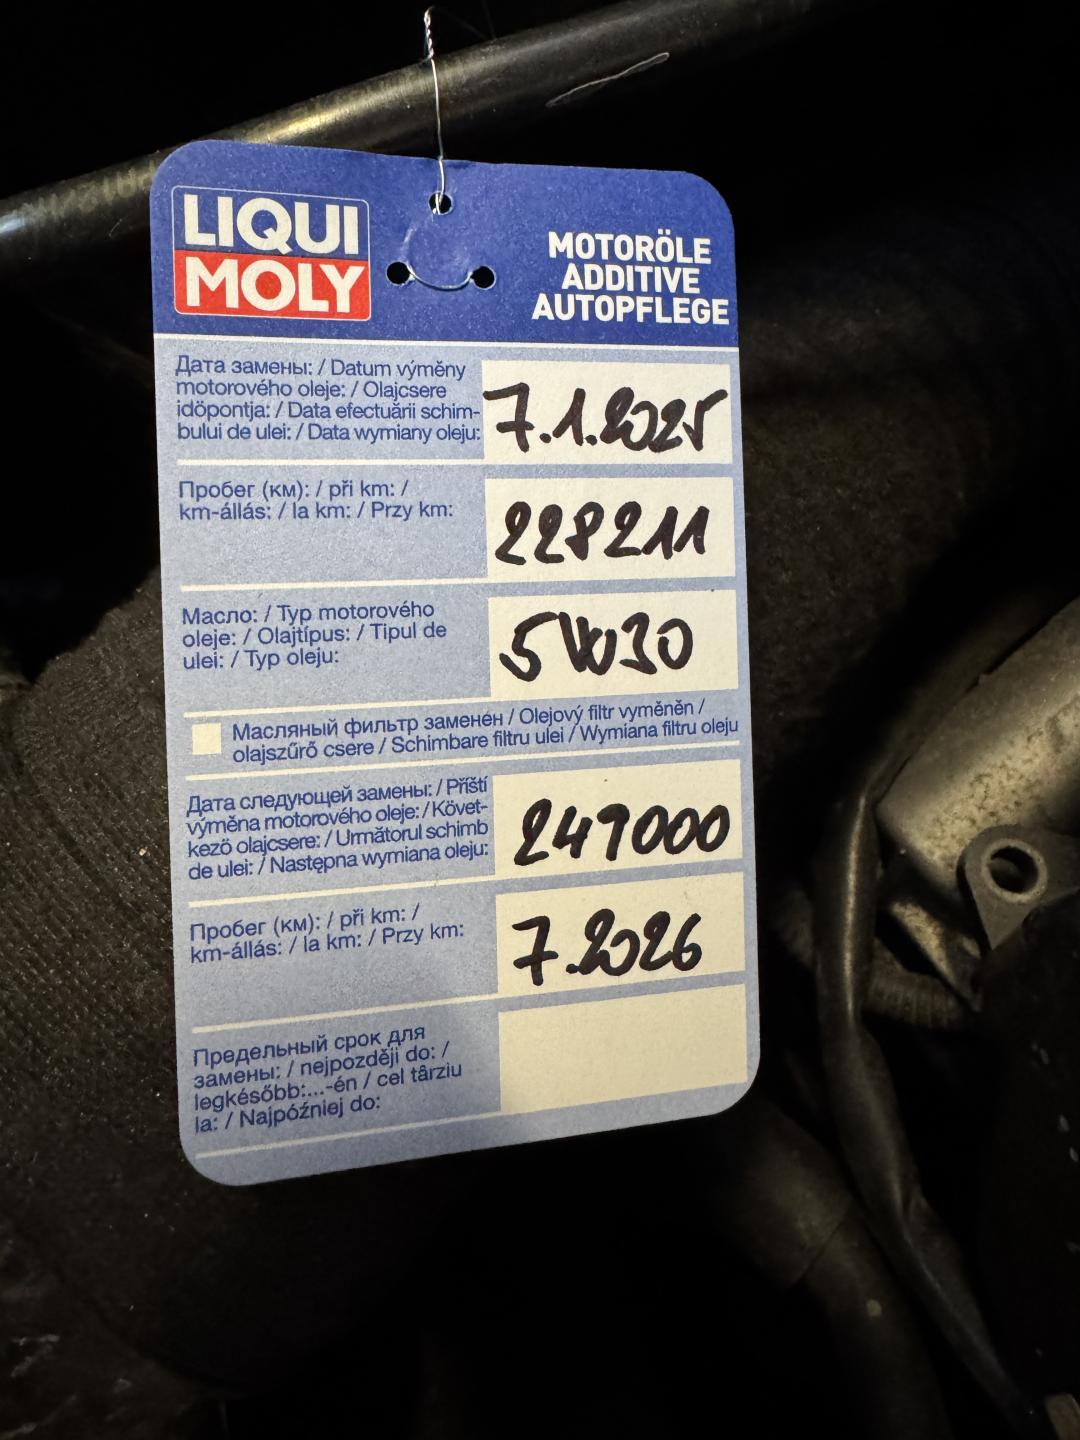 LIQUI
MOLY
MOTORÖLE
ADDITIVE
AUTOPFLEGE
Дата замены: / Datum výměny
motorového oleje: / Olajcsere
idöpontja: / Data efectuării schim-
bului de ulei: / Data wymiany oleju:
7.1.2025
Пробег (км): / při km: /
km-állás: / la km: / Przy km:
228211
Масло: / Typ motorového
oleje: / Olajtípus: / Tipul de
ulei: / Typ oleju:
5W30
Масляный фильтр заменен / Olejový filtr vyměněn /
olajszűrő csere / Schimbare filtru ulei / Wymiana filtru oleju
Дата следующей замены: / Příští
výměna motorového oleje: / Követ-
kezö olajcsere: / Următorul schimb
de ulei: / Następna wymiana oleju:
249000
Пробег (км): / při km: /
km-állás: / la km: / Przy km:
7.2026
Предельный срок для
замены: / nejpozději do: /
legkésőbb:...-én / cel târziu
la: / Najpóźniej do: